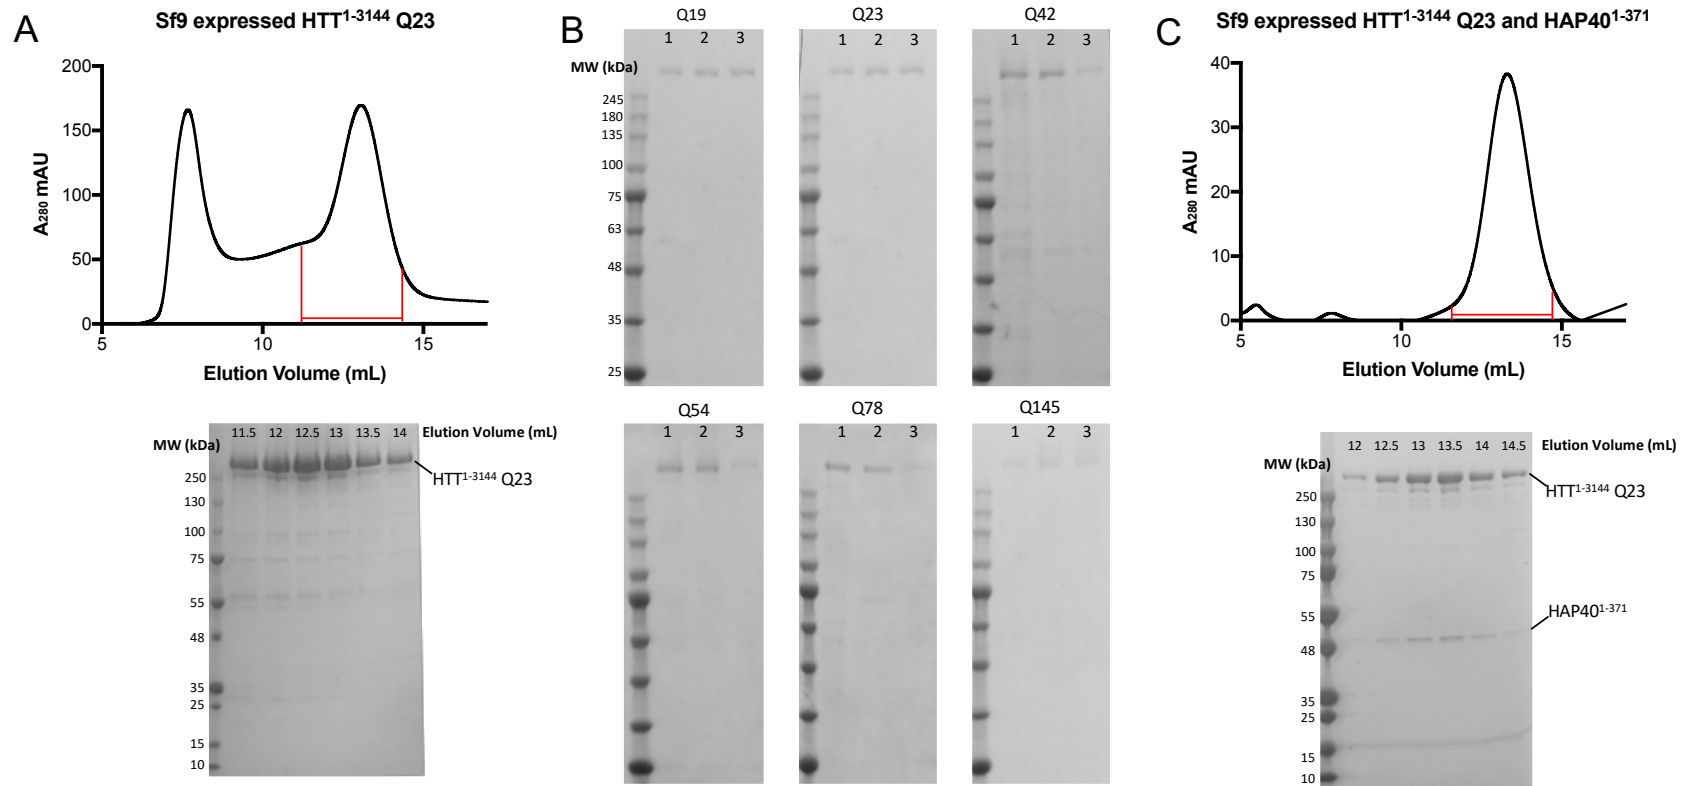 A
Sf9 expressed HTT¹⁻³¹⁴⁴ Q23
200
150
100
50
0
A₂₈₀ mAU
5
10
15
Elution Volume (mL)
MW (kDa)
11.5 12 12.5 13 13.5 14
Elution Volume (mL)
HTT¹⁻³¹⁴⁴ Q23
250
130
100
75
55
48
35
25
15
10
B
Q19
1 2 3
MW (kDa)
245
180
135
100
75
63
48
35
25
Q23
1 2 3
Q42
1 2 3
Q54
1 2 3
Q78
1 2 3
Q145
1 2 3
C
Sf9 expressed HTT¹⁻³¹⁴⁴ Q23 and HAP40¹⁻³⁷¹
40
30
20
10
0
A₂₈₀ mAU
5
10
15
Elution Volume (mL)
12 12.5 13 13.5 14 14.5
Elution Volume (mL)
MW (kDa)
HTT¹⁻³¹⁴⁴ Q23
250
130
100
75
55
48
35
25
15
10
HAP40¹⁻³⁷¹